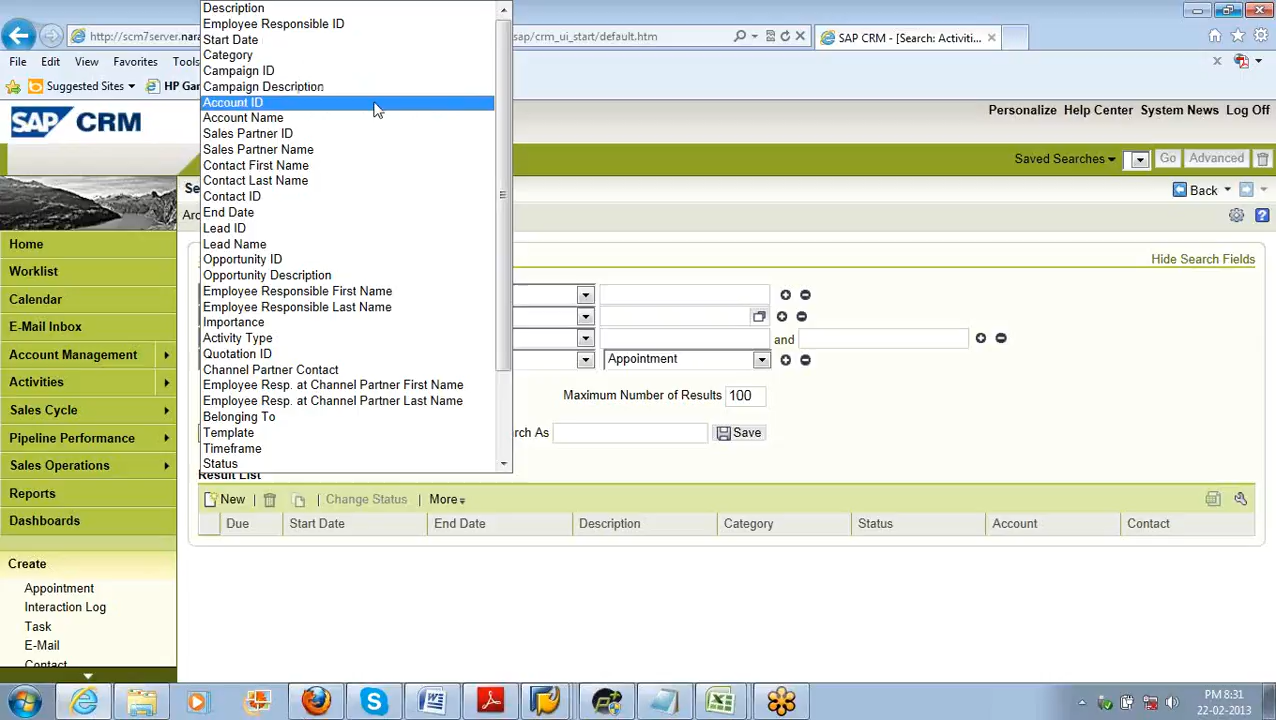 Description
Employee Responsible ID
Start Date
Category
Campaign ID
Campaign Description
Account ID
Account Name
Sales Partner ID
Sales Partner Name
Contact First Name
Contact Last Name
Contact ID
End Date
Lead ID
Lead Name
Opportunity ID
Opportunity Description
Employee Responsible First Name
Employee Responsible Last Name
Importance
Activity Type
Quotation ID
Channel Partner Contact
Employee Resp. at Channel Partner First Name
Employee Resp. at Channel Partner Last Name
Belonging To
Template
Timeframe
Status
http://scm7server.nara
sap/crm_ui_start/default.htm
SAP CRM - [Search: Activiti...
File Edit View Favorites Tools
Suggested Sites
HP Ga
SAP CRM
Personalize Help Center System News Log Off
Saved Searches Go Advanced
Se
Back
Arc
Hide Search Fields
and
Appointment
Maximum Number of Results 100
rch As Save
Result List
New Change Status More
Due Start Date End Date Description Category Status Account Contact
Home
Worklist
Calendar
E-Mail Inbox
Account Management
Activities
Sales Cycle
Pipeline Performance
Sales Operations
Reports
Dashboards
Create
Appointment
Interaction Log
Task
E-Mail
Contact
PM 8:31
22-02-2013